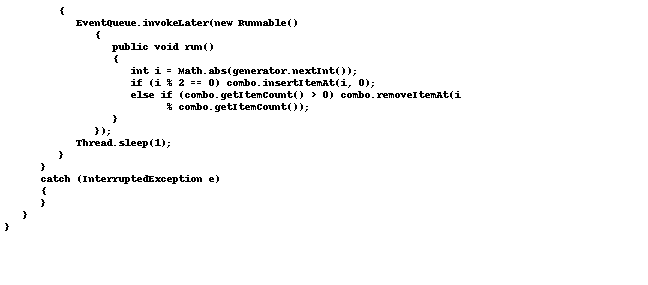 {
EventQueue.invokeLater(new Runnable()
{
public void run()
{
int i = Math.abs(generator.nextInt());
if (i % 2 == 0) combo.insertItemAt(i, 0);
else if (combo.getItemCount() > 0) combo.removeItemAt(i
% combo.getItemCount());
}
});
Thread.sleep(1);
}
}
catch (InterruptedException e)
{
}
}
}